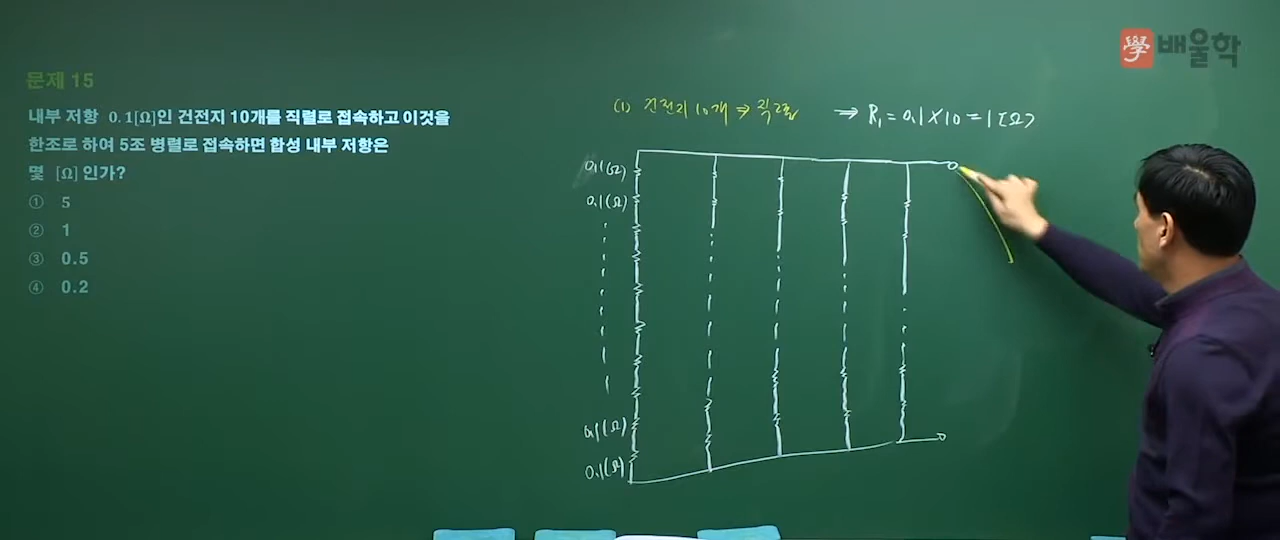 學 배울학
문제 15
내부 저항 0.1[Ω]인 건전지 10개를 직렬로 접속하고 이것을
한조로 하여 5조 병렬로 접속하면 합성 내부 저항은
몇 [Ω] 인가?
① 5
② 1
③ 0.5
④ 0.2
(1) 건전지 10개 ⇒ 직렬 ⇒ R₁ = 0.1 × 10 = 1 [Ω]
0.1(Ω)
0.1(Ω)
0.1(Ω)
0.1(Ω)